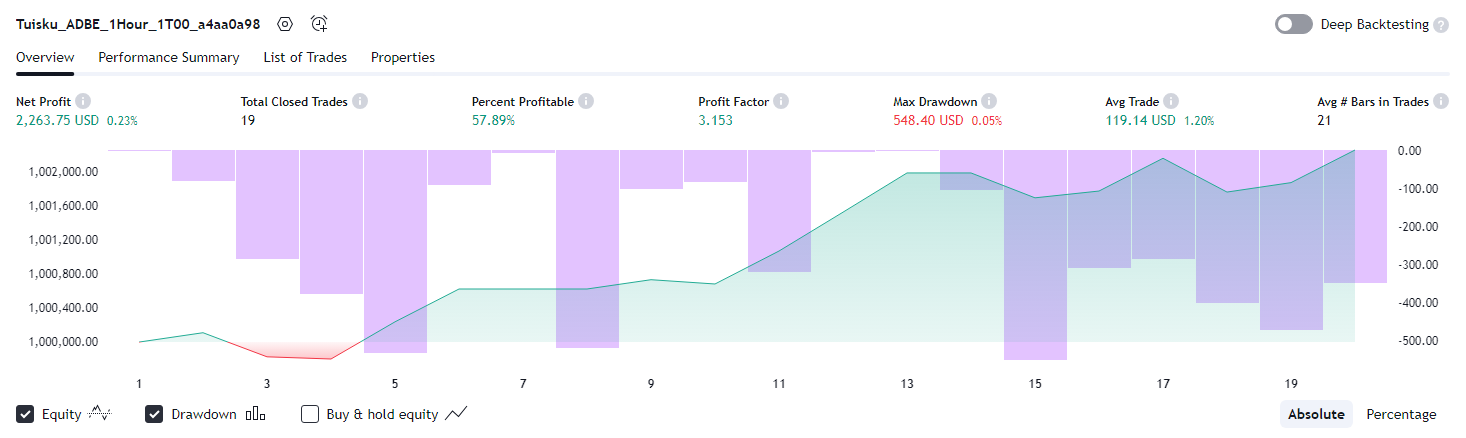 Tuisku_ADBE_1Hour_1T00_a4aa0a98 Deep Backtesting ?
Overview Performance Summary List of Trades Properties
Net Profit i Total Closed Trades i Percent Profitable i Profit Factor i Max Drawdown i Avg Trade i Avg # Bars in Trades i
2,263.75 USD 0.23% 19 57.89% 3.153 548.40 USD 0.05% 119.14 USD 1.20% 21
0.00
1,002,000.00
-100.00
1,001,600.00
-200.00
1,001,200.00
-300.00
1,000,800.00
-400.00
1,000,400.00
-500.00
1,000,000.00
1 3 5 7 9 11 13 15 17 19
Equity Drawdown Buy & hold equity Absolute Percentage